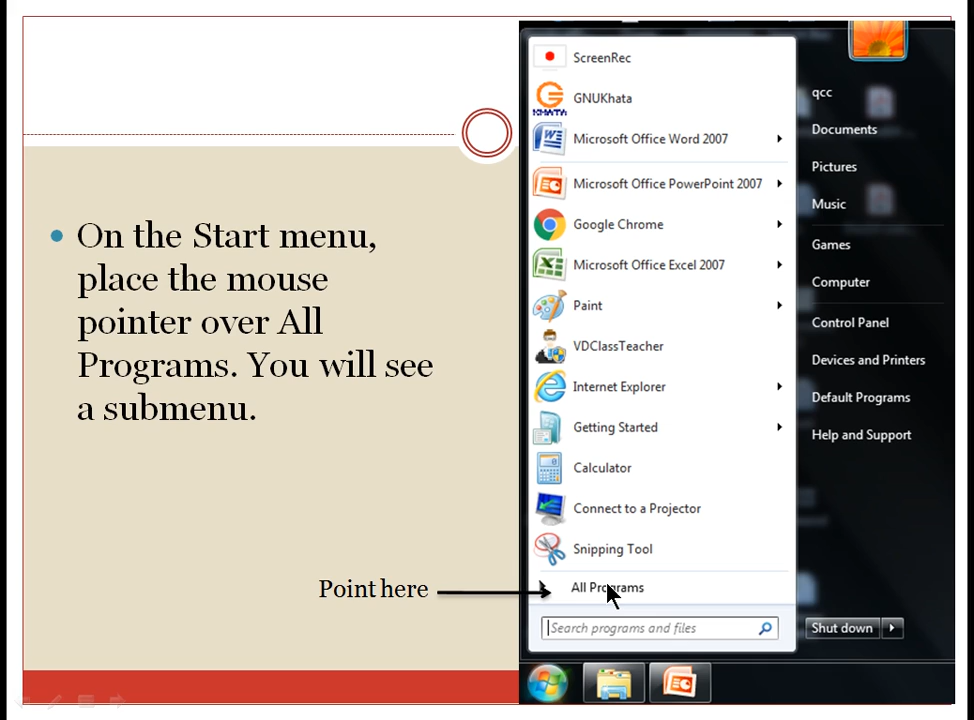 On the Start menu,
place the mouse
pointer over All
Programs. You will see
a submenu.
Point here
ScreenRec
GNUKhata
KHATA
Microsoft Office Word 2007
Microsoft Office PowerPoint 2007
Google Chrome
Microsoft Office Excel 2007
Paint
VDClassTeacher
Internet Explorer
Getting Started
Calculator
Connect to a Projector
Snipping Tool
All Programs
Search programs and files
qcc
Documents
Pictures
Music
Games
Computer
Control Panel
Devices and Printers
Default Programs
Help and Support
Shut down